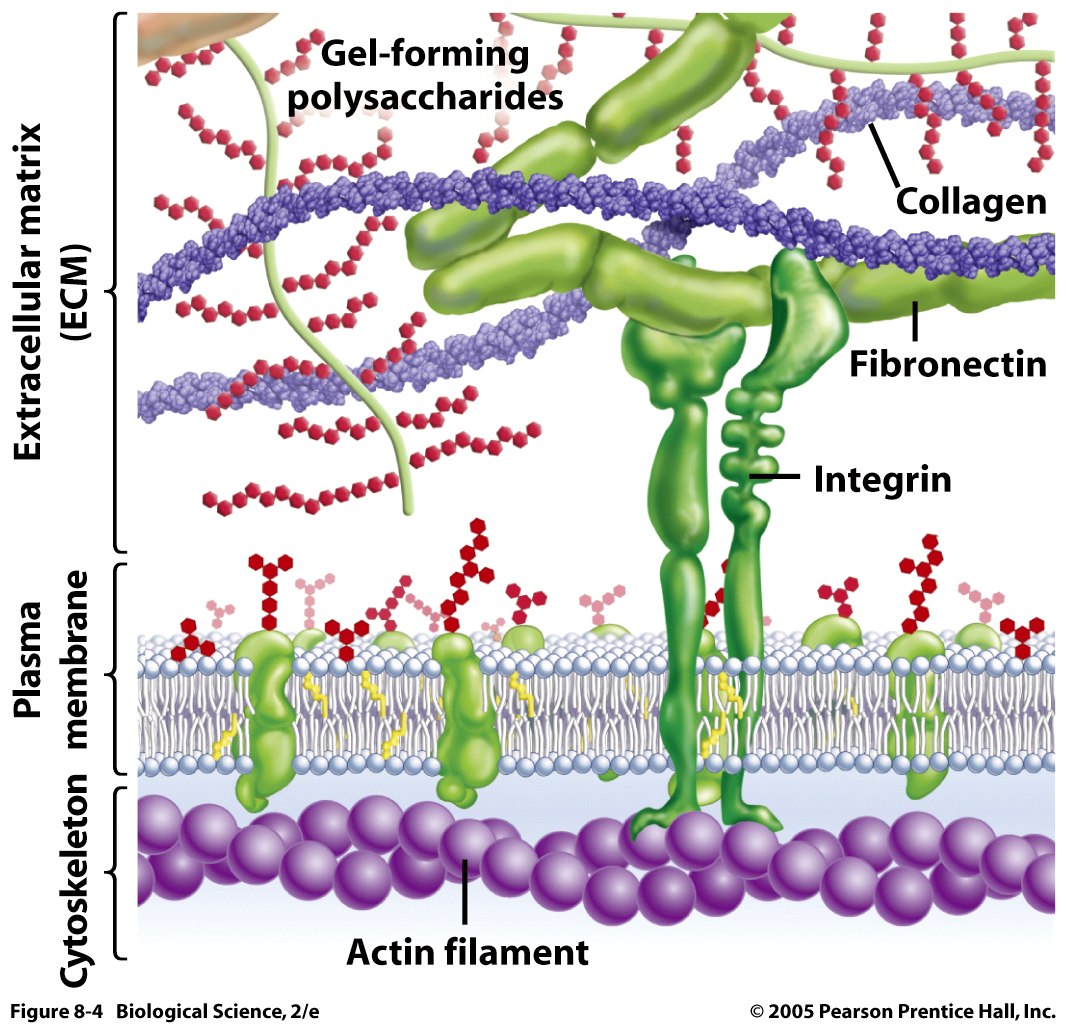 Gel-forming
polysaccharides
Collagen
Extracellular matrix
(ECM)
Fibronectin
Integrin
Plasma
membrane
Cytoskeleton
Actin filament
Figure 8-4 Biological Science, 2/e
© 2005 Pearson Prentice Hall, Inc.